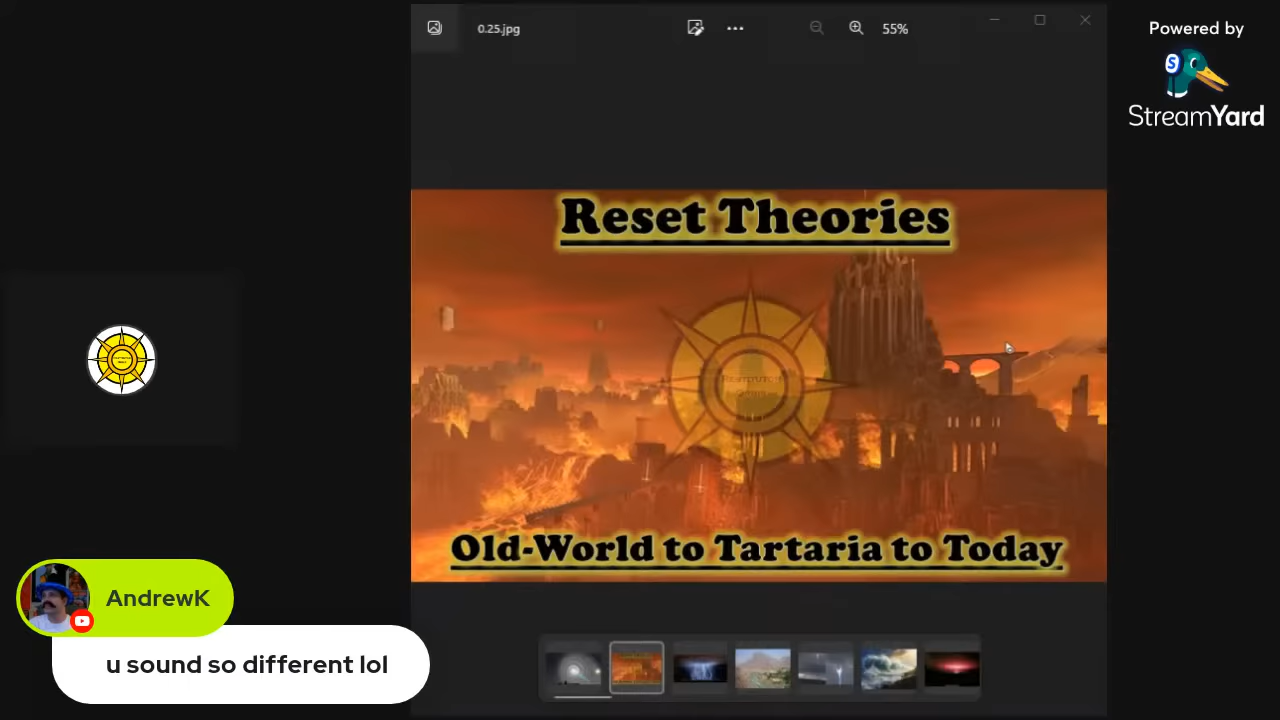 0.25.jpg
55%
Powered by
StreamYard
Reset Theories
Old-World to Tartaria to Today
AndrewK
u sound so different lol